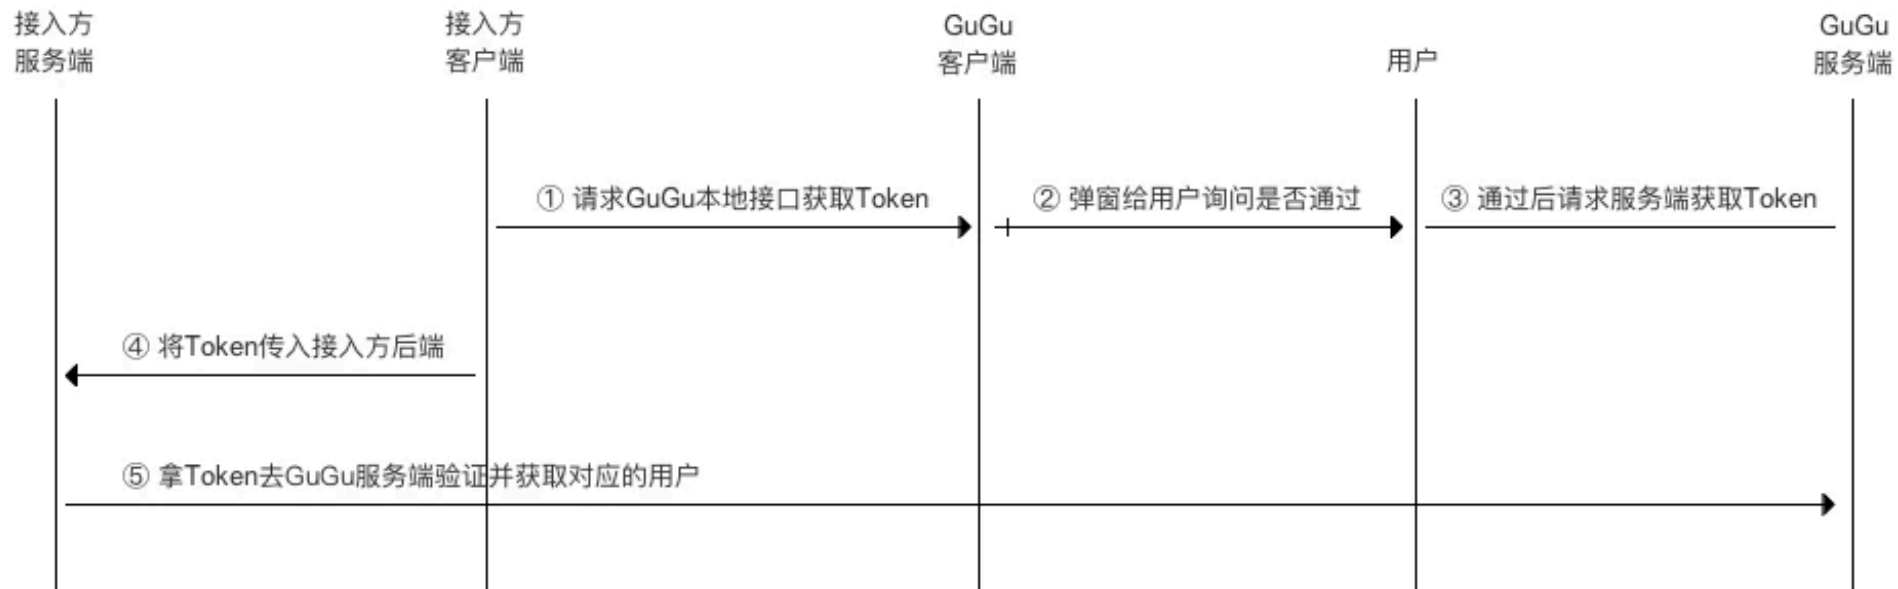 接入方
服务端
接入方
客户端
GuGu
客户端
用户
GuGu
服务端
① 请求GuGu本地接口获取Token
② 弹窗给用户询问是否通过
③ 通过后请求服务端获取Token
④ 将Token传入接入方后端
⑤ 拿Token去GuGu服务端验证并获取对应的用户